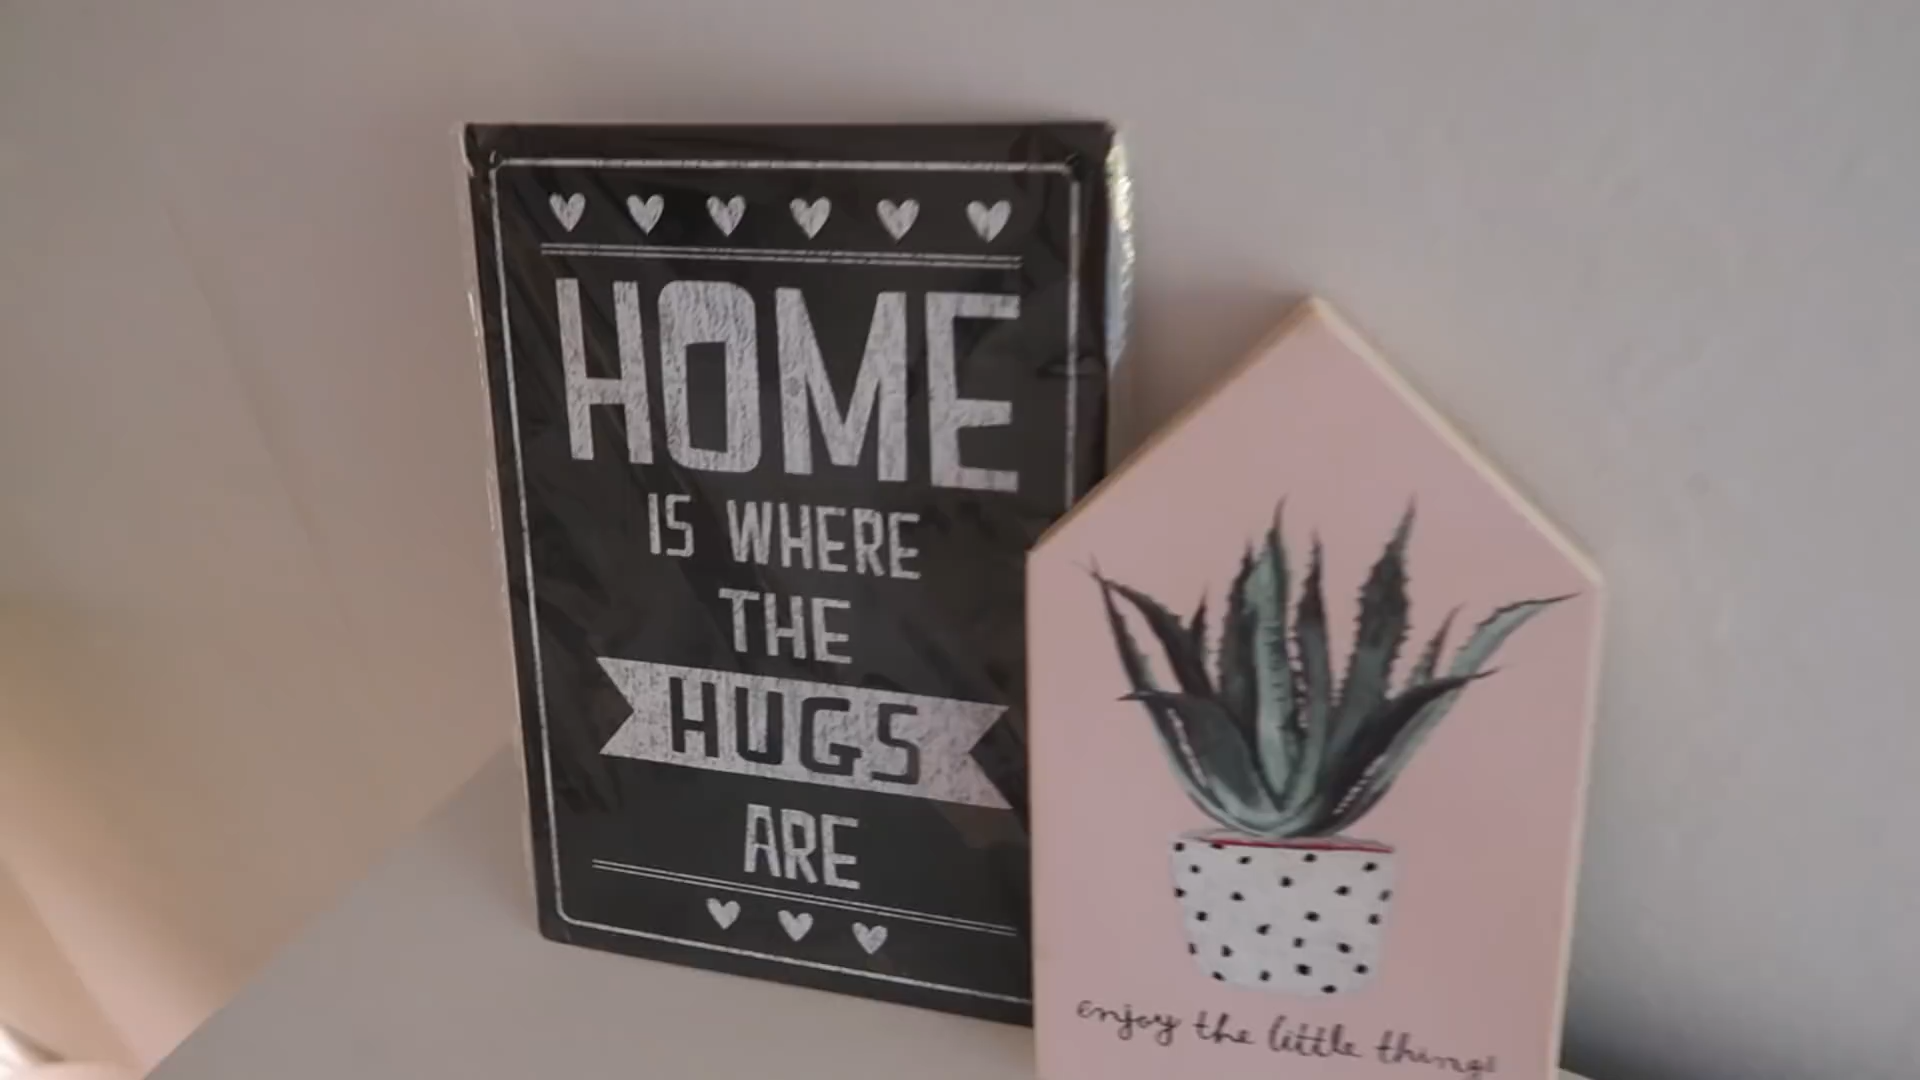 HOME
IS WHERE
THE
HUGS
ARE
enjoy the little things